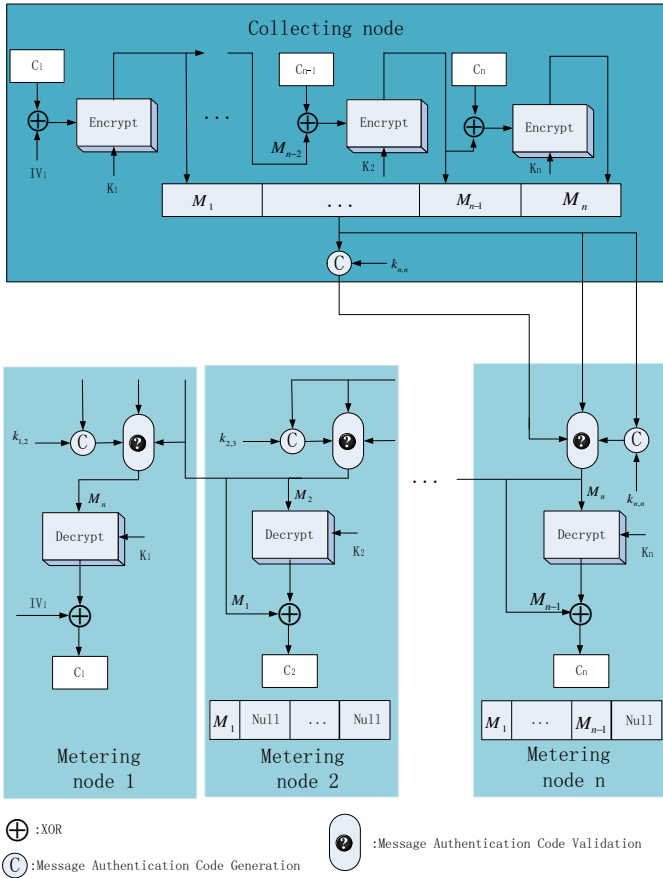 Collecting node
C1
Cn-1
Cn
Encrypt
...
Encrypt
Encrypt
IV1
K1
Mn-2
K2
Kn
M1
...
Mn-1
Mn
C
kn,n
k1,2
C
?
k2,3
C
?
?
C
kn,n
Mn
M2
...
Mn
Decrypt
K1
Decrypt
K2
Decrypt
Kn
IV1
M1
Mn-1
C1
C2
Cn
M1
Null
...
Null
M1
...
Mn-1
Null
Metering
node 1
Metering
node 2
Metering
node n
:XOR
C :Message Authentication Code Generation
? :Message Authentication Code Validation